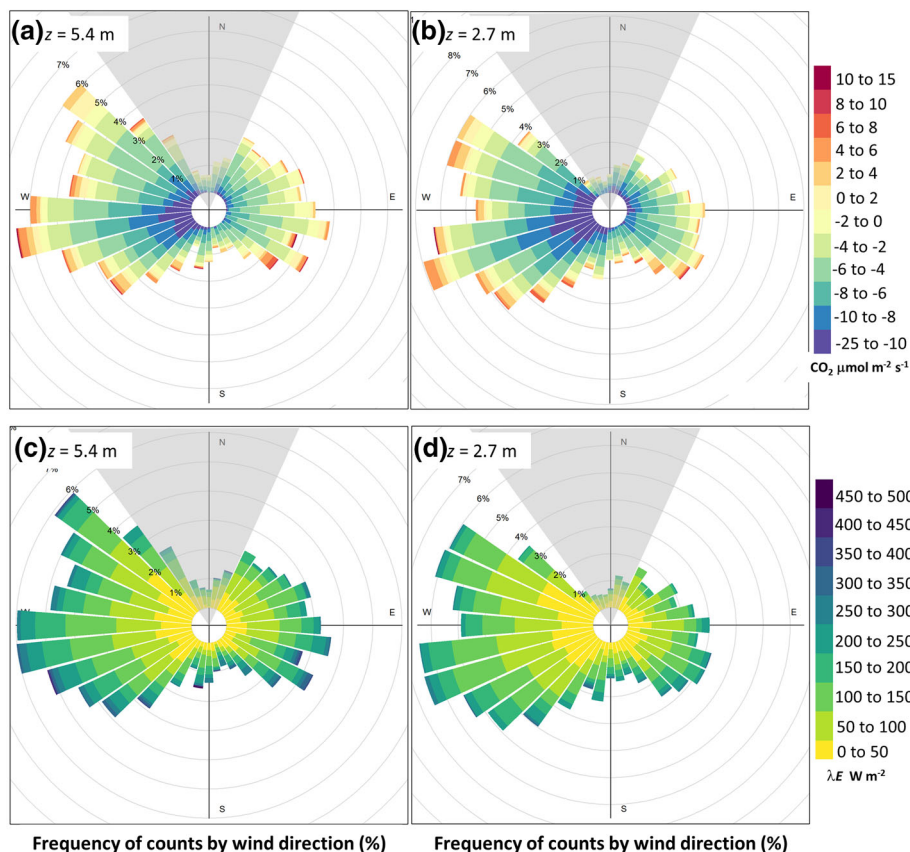 (a) z = 5.4 m
N
7%
6%
5%
4%
3%
2%
1%
W
E
S
(b) z = 2.7 m
N
8%
7%
6%
5%
4%
3%
2%
1%
W
E
S
10 to 15
8 to 10
6 to 8
4 to 6
2 to 4
0 to 2
-2 to 0
-4 to -2
-6 to -4
-8 to -6
-10 to -8
-25 to -10
CO₂ μmol m⁻² s⁻¹
(c) z = 5.4 m
N
7%
6%
5%
4%
3%
2%
1%
W
E
S
(d) z = 2.7 m
N
7%
6%
5%
4%
3%
2%
1%
W
E
S
450 to 500
400 to 450
350 to 400
300 to 350
250 to 300
200 to 250
150 to 200
100 to 150
50 to 100
0 to 50
λE W m⁻²
Frequency of counts by wind direction (%)
Frequency of counts by wind direction (%)